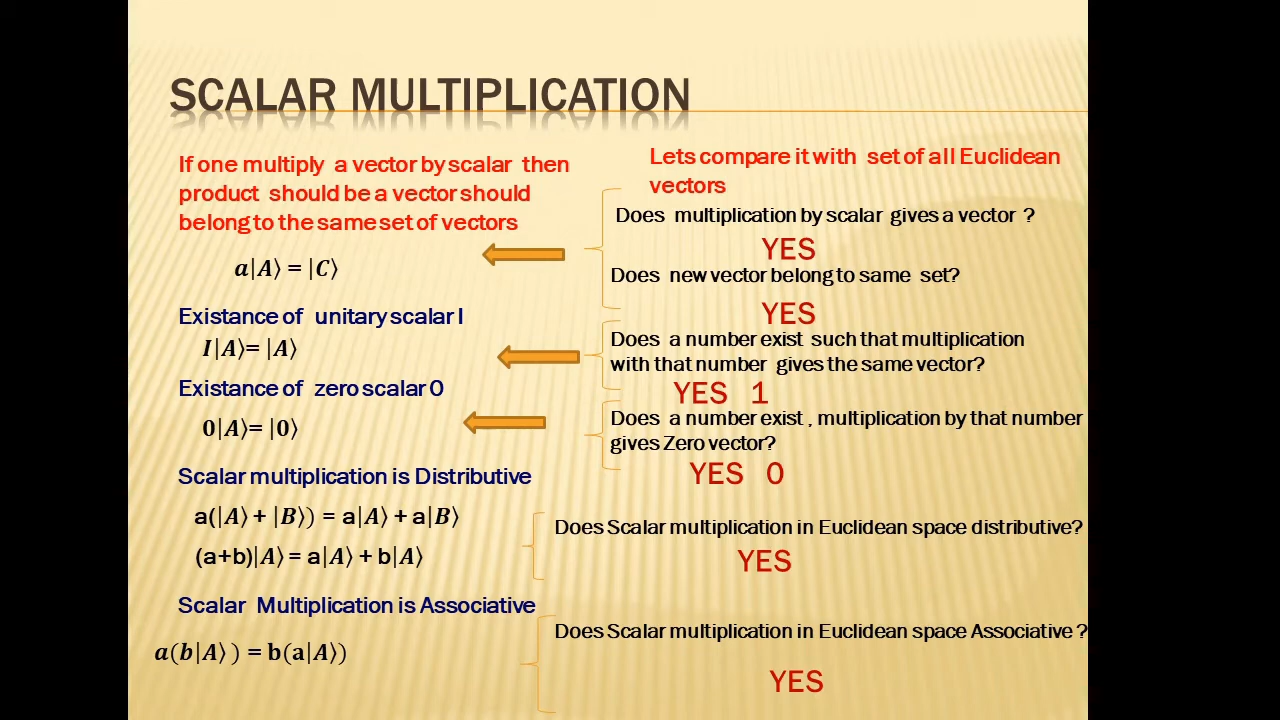 SCALAR MULTIPLICATION
If one multiply a vector by scalar then
product should be a vector should
belong to the same set of vectors
a|A⟩ = |C⟩
Existance of unitary scalar I
I|A⟩= |A⟩
Existance of zero scalar 0
0|A⟩= |0⟩
Scalar multiplication is Distributive
a(|A⟩ + |B⟩) = a|A⟩ + a|B⟩
(a+b)|A⟩ = a|A⟩ + b|A⟩
Scalar Multiplication is Associative
a(b|A⟩ ) = b(a|A⟩)
Lets compare it with set of all Euclidean
vectors
Does multiplication by scalar gives a vector ?
YES
Does new vector belong to same set?
YES
Does a number exist such that multiplication
with that number gives the same vector?
YES 1
Does a number exist , multiplication by that number
gives Zero vector?
YES 0
Does Scalar multiplication in Euclidean space distributive?
YES
Does Scalar multiplication in Euclidean space Associative ?
YES